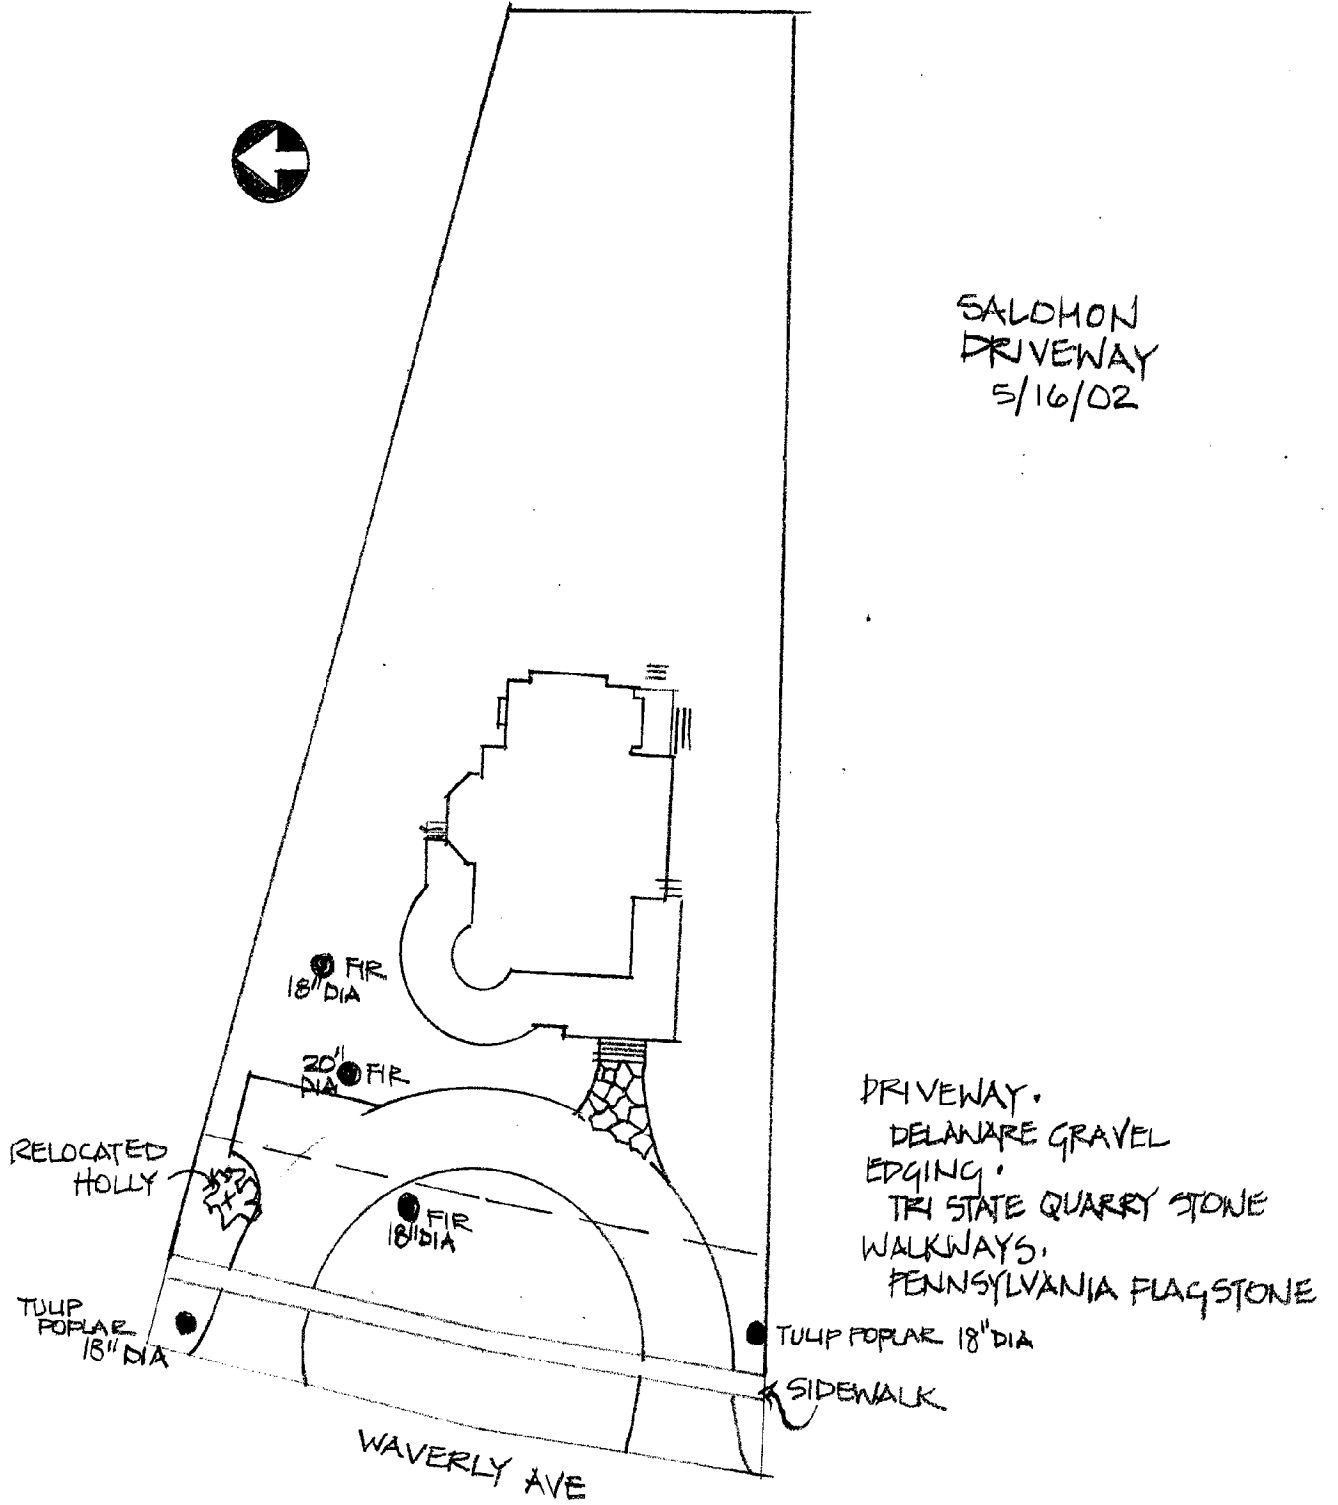 SALOMON
DRIVEWAY
5/16/02
FIR
18" DIA
20"
DIA
FIR
RELOCATED
HOLLY
FIR
18" DIA
DRIVEWAY.
DELAWARE GRAVEL
EDGING.
TRI STATE QUARRY STONE
WALKWAYS.
PENNSYLVANIA FLAGSTONE
TULIP
POPLAR
18" DIA
TULIP POPLAR 18" DIA
SIDEWALK
WAVERLY AVE